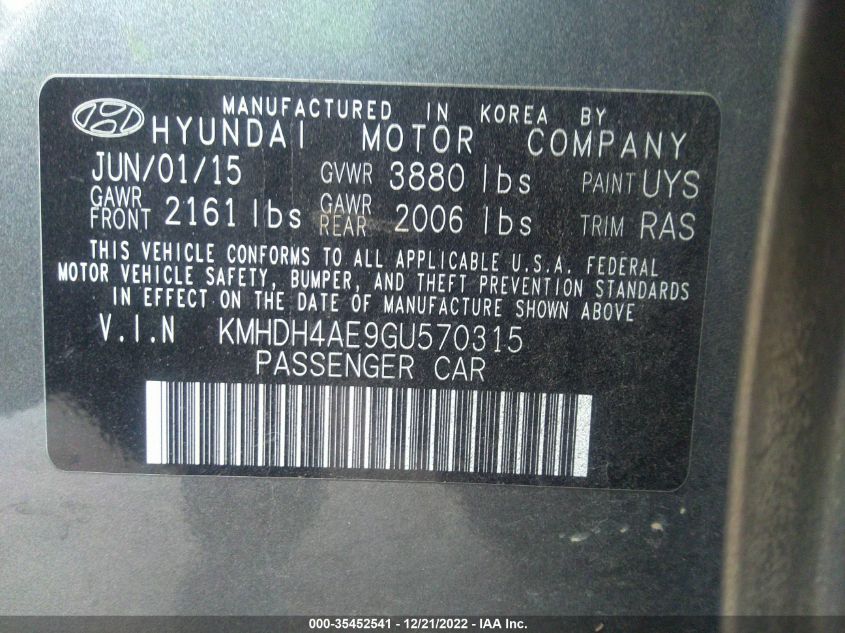 MANUFACTURED IN KOREA BY
HYUNDAI MOTOR COMPANY
JUN/01/15 GVWR 3880 lbs PAINT UYS
GAWR FRONT 2161 lbs GAWR REAR 2006 lbs TRIM RAS
THIS VEHICLE CONFORMS TO ALL APPLICABLE U.S.A. FEDERAL
MOTOR VEHICLE SAFETY, BUMPER, AND THEFT PREVENTION STANDARDS
IN EFFECT ON THE DATE OF MANUFACTURE SHOWN ABOVE
V.I.N KMHDH4AE9GU570315
PASSENGER CAR
000-35452541 - 12/21/2022 - IAA Inc.